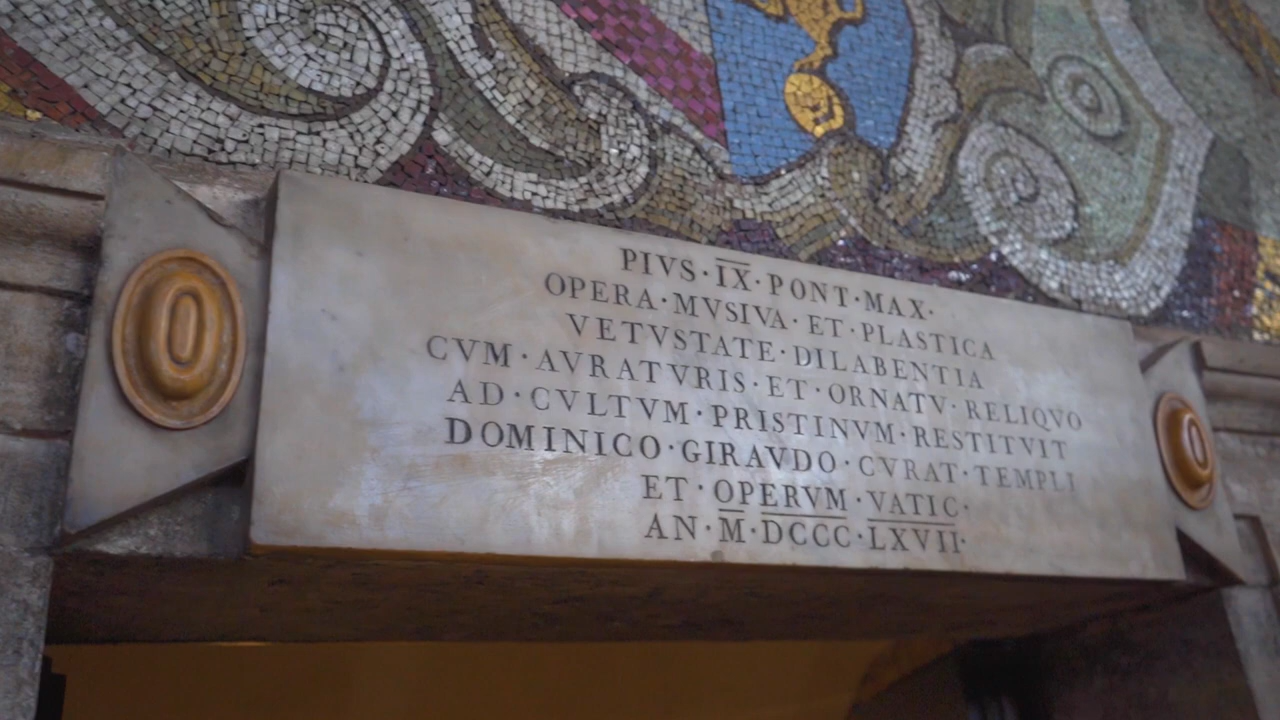 PIVS·IX·PONT·MAX·
OPERA·MVSIVA·ET·PLASTICA
VETVSTATE·DILABENTIA
CVM·AVRATVRIS·ET·ORNATV·RELIQVO
AD·CVLTVM·PRISTINVM·RESTITVIT
DOMINICO·GIRAVDO·CVRAT·TEMPLI
ET·OPERVM·VATIC·
AN·M·DCCC·LXVII·